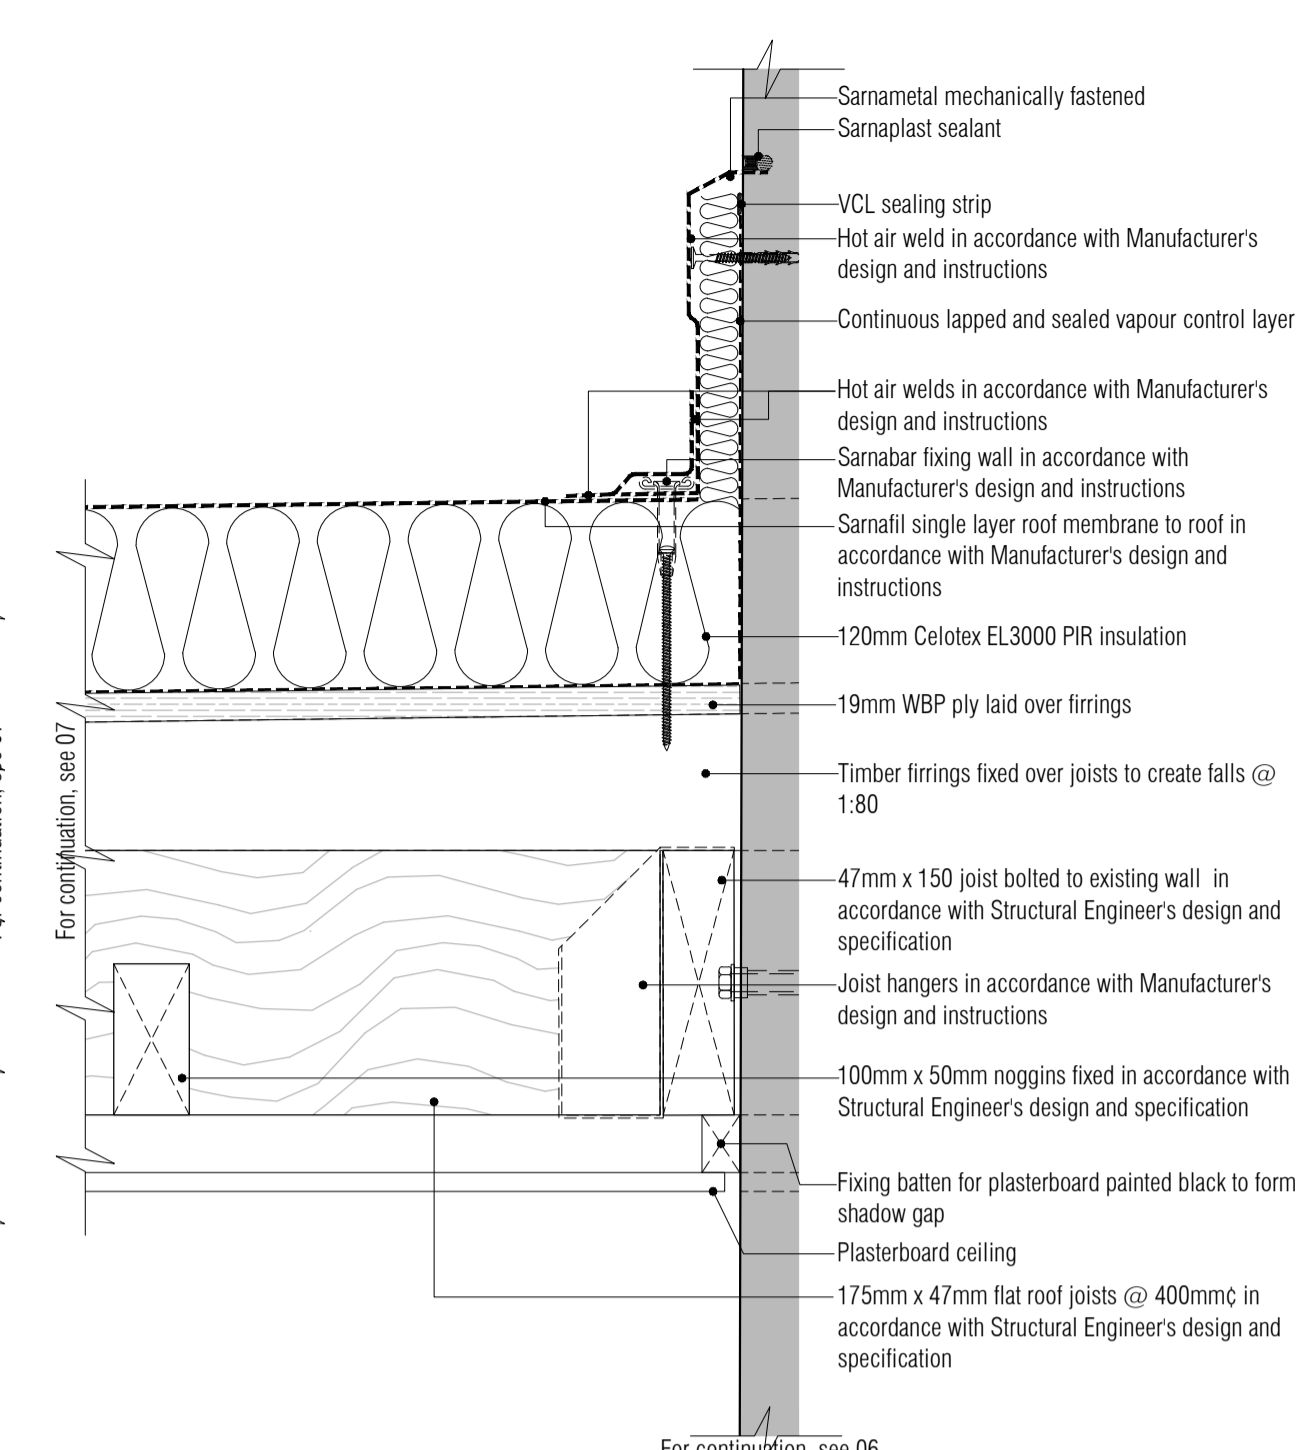 Sarnametal mechanically fastened
Sarnaplast sealant
VCL sealing strip
Hot air weld in accordance with Manufacturer's
design and instructions
Continuous lapped and sealed vapour control layer
Hot air welds in accordance with Manufacturer's
design and instructions
Sarnabar fixing wall in accordance with
Manufacturer's design and instructions
Sarnafil single layer roof membrane to roof in
accordance with Manufacturer's design and
instructions
120mm Celotex EL3000 PIR insulation
19mm WBP ply laid over firrings
For continuation, see 07
Timber firrings fixed over joists to create falls @
1:80
47mm x 150 joist bolted to existing wall in
accordance with Structural Engineer's design and
specification
Joist hangers in accordance with Manufacturer's
design and instructions
100mm x 50mm noggins fixed in accordance with
Structural Engineer's design and specification
Fixing batten for plasterboard painted black to form
shadow gap
Plasterboard ceiling
175mm x 47mm flat roof joists @ 400mm¢ in
accordance with Structural Engineer's design and
specification
For continuation, see 06